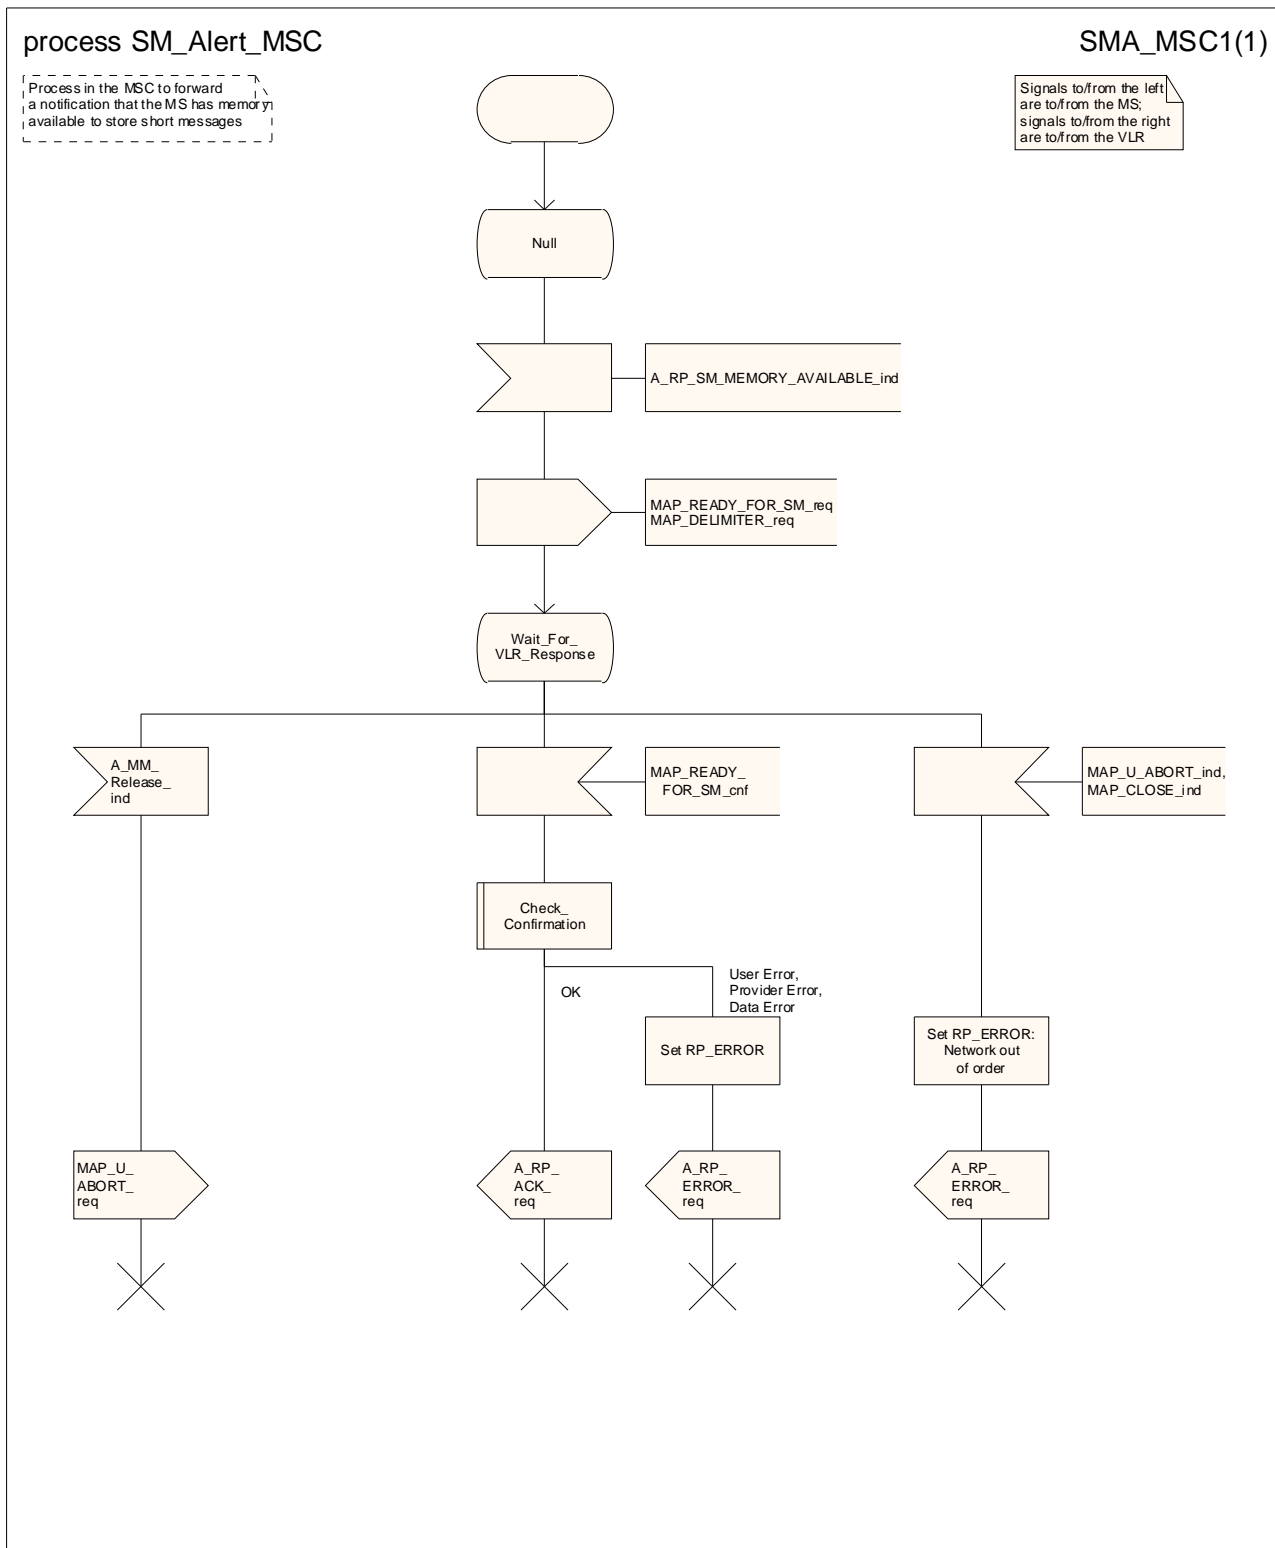 process SM_Alert_MSC
SMA_MSC1(1)
Process in the MSC to forward
a notification that the MS has memory
available to store short messages
Signals to/from the left
are to/from the MS;
signals to/from the right
are to/from the VLR
Null
A_RP_SM_MEMORY_AVAILABLE_ind
MAP_READY_FOR_SM_req
MAP_DELIMITER_req
Wait_For_
VLR_Response
A_MM_
Release_
ind
MAP_READY_
FOR_SM_cnf
MAP_U_ABORT_ind,
MAP_CLOSE_ind
Check_
Confirmation
OK
User Error,
Provider Error,
Data Error
Set RP_ERROR
Set RP_ERROR:
Network out
of order
MAP_U_
ABORT_
req
A_RP_
ACK_
req
A_RP_
ERROR_
req
A_RP_
ERROR_
req